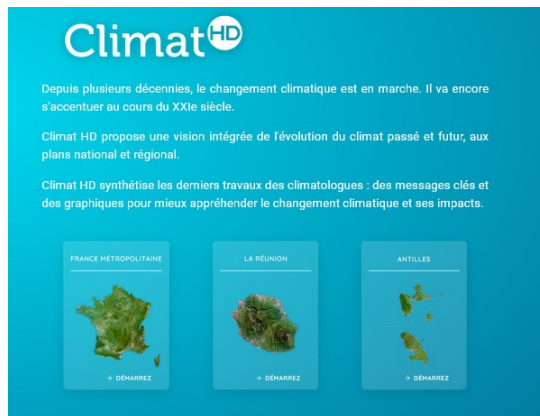 Climat HD
Depuis plusieurs décennies, le changement climatique est en marche. Il va encore
s'accentuer au cours du XXIe siècle.
Climat HD propose une vision intégrée de l'évolution du climat passé et futur, aux
plans national et régional.
Climat HD synthétise les derniers travaux des climatologues : des messages clés et
des graphiques pour mieux appréhender le changement climatique et ses impacts.
FRANCE MÉTROPOLITAINE
LA RÉUNION
ANTILLES
→ DÉMARREZ
→ DÉMARREZ
→ DÉMARREZ